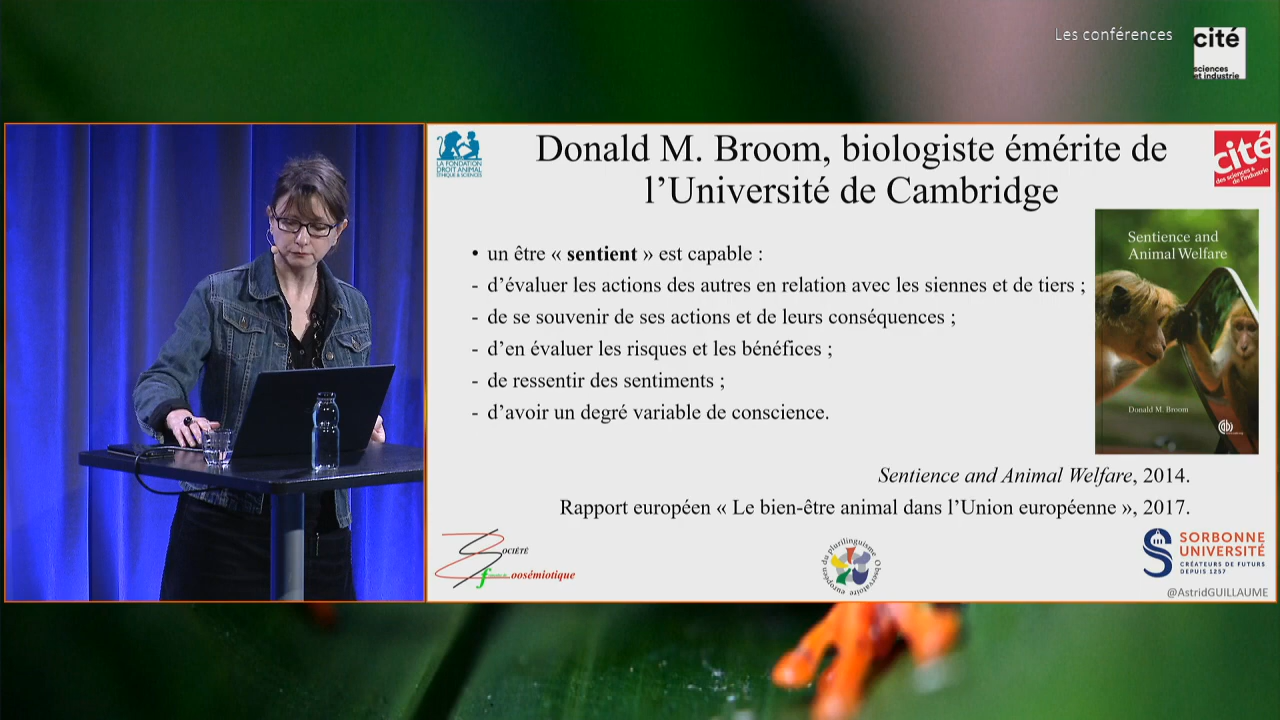 Les conférences
cité
sciences
et industrie
LA FONDATION
DROIT ANIMAL
ÉTHIQUE & SCIENCES
Donald M. Broom, biologiste émérite de
l’Université de Cambridge
cité
des sciences &
de l'industrie
• un être « sentient » est capable :
- d’évaluer les actions des autres en relation avec les siennes et de tiers ;
- de se souvenir de ses actions et de leurs conséquences ;
- d’en évaluer les risques et les bénéfices ;
- de ressentir des sentiments ;
- d’avoir un degré variable de conscience.
Sentience and
Animal Welfare
Donald M. Broom
Sentience and Animal Welfare, 2014.
Rapport européen « Le bien-être animal dans l’Union européenne », 2017.
SOCIÉTÉ
f
Zoosémiotique
Observatoire européen du plurilinguisme
SORBONNE
UNIVERSITÉ
CRÉATEURS DE FUTURS
DEPUIS 1257
@AstridGUILLAUME